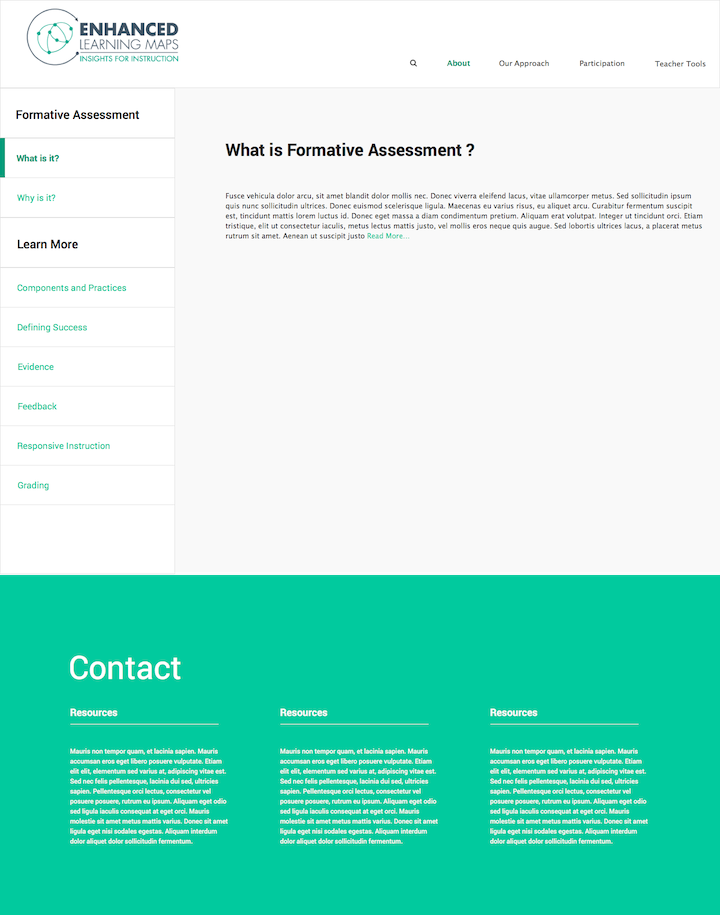 ENHANCED
LEARNING MAPS
INSIGHTS FOR INSTRUCTION
About
Our Approach
Participation
Teacher Tools
Formative Assessment
What is it?
Why is it?
Learn More
Components and Practices
Defining Success
Evidence
Feedback
Responsive Instruction
Grading
What is Formative Assessment ?
Fusce vehicula dolor arcu, sit amet blandit dolor mollis nec. Donec viverra eleifend lacus, vitae ullamcorper metus. Sed sollicitudin ipsum
quis nunc sollicitudin ultrices. Donec euismod scelerisque ligula. Maecenas eu varius risus, eu aliquet arcu. Curabitur fermentum suscipit
est, tincidunt mattis lorem luctus id. Donec eget massa a diam condimentum pretium. Aliquam erat volutpat. Integer ut tincidunt orci. Etiam
tristique, elit ut consectetur iaculis, metus lectus mattis justo, vel mollis eros neque quis augue. Sed lobortis ultrices lacus, a placerat metus
rutrum sit amet. Aenean ut suscipit justo Read More...
Contact
Resources
Mauris non tempor quam, et lacinia sapien. Mauris
accumsan eros eget libero posuere vulputate. Etiam
elit elit, elementum sed varius at, adipiscing vitae est.
Sed nec felis pellentesque, lacinia dui sed, ultricies
sapien. Pellentesque orci lectus, consectetur vel
posuere posuere, rutrum eu ipsum. Aliquam eget odio
sed ligula iaculis consequat at eget orci. Mauris
molestie sit amet metus mattis varius. Donec sit amet
ligula eget nisi sodales egestas. Aliquam interdum
dolor aliquet dolor sollicitudin fermentum.
Resources
Mauris non tempor quam, et lacinia sapien. Mauris
accumsan eros eget libero posuere vulputate. Etiam
elit elit, elementum sed varius at, adipiscing vitae est.
Sed nec felis pellentesque, lacinia dui sed, ultricies
sapien. Pellentesque orci lectus, consectetur vel
posuere posuere, rutrum eu ipsum. Aliquam eget odio
sed ligula iaculis consequat at eget orci. Mauris
molestie sit amet metus mattis varius. Donec sit amet
ligula eget nisi sodales egestas. Aliquam interdum
dolor aliquet dolor sollicitudin fermentum.
Resources
Mauris non tempor quam, et lacinia sapien. Mauris
accumsan eros eget libero posuere vulputate. Etiam
elit elit, elementum sed varius at, adipiscing vitae est.
Sed nec felis pellentesque, lacinia dui sed, ultricies
sapien. Pellentesque orci lectus, consectetur vel
posuere posuere, rutrum eu ipsum. Aliquam eget odio
sed ligula iaculis consequat at eget orci. Mauris
molestie sit amet metus mattis varius. Donec sit amet
ligula eget nisi sodales egestas. Aliquam interdum
dolor aliquet dolor sollicitudin fermentum.